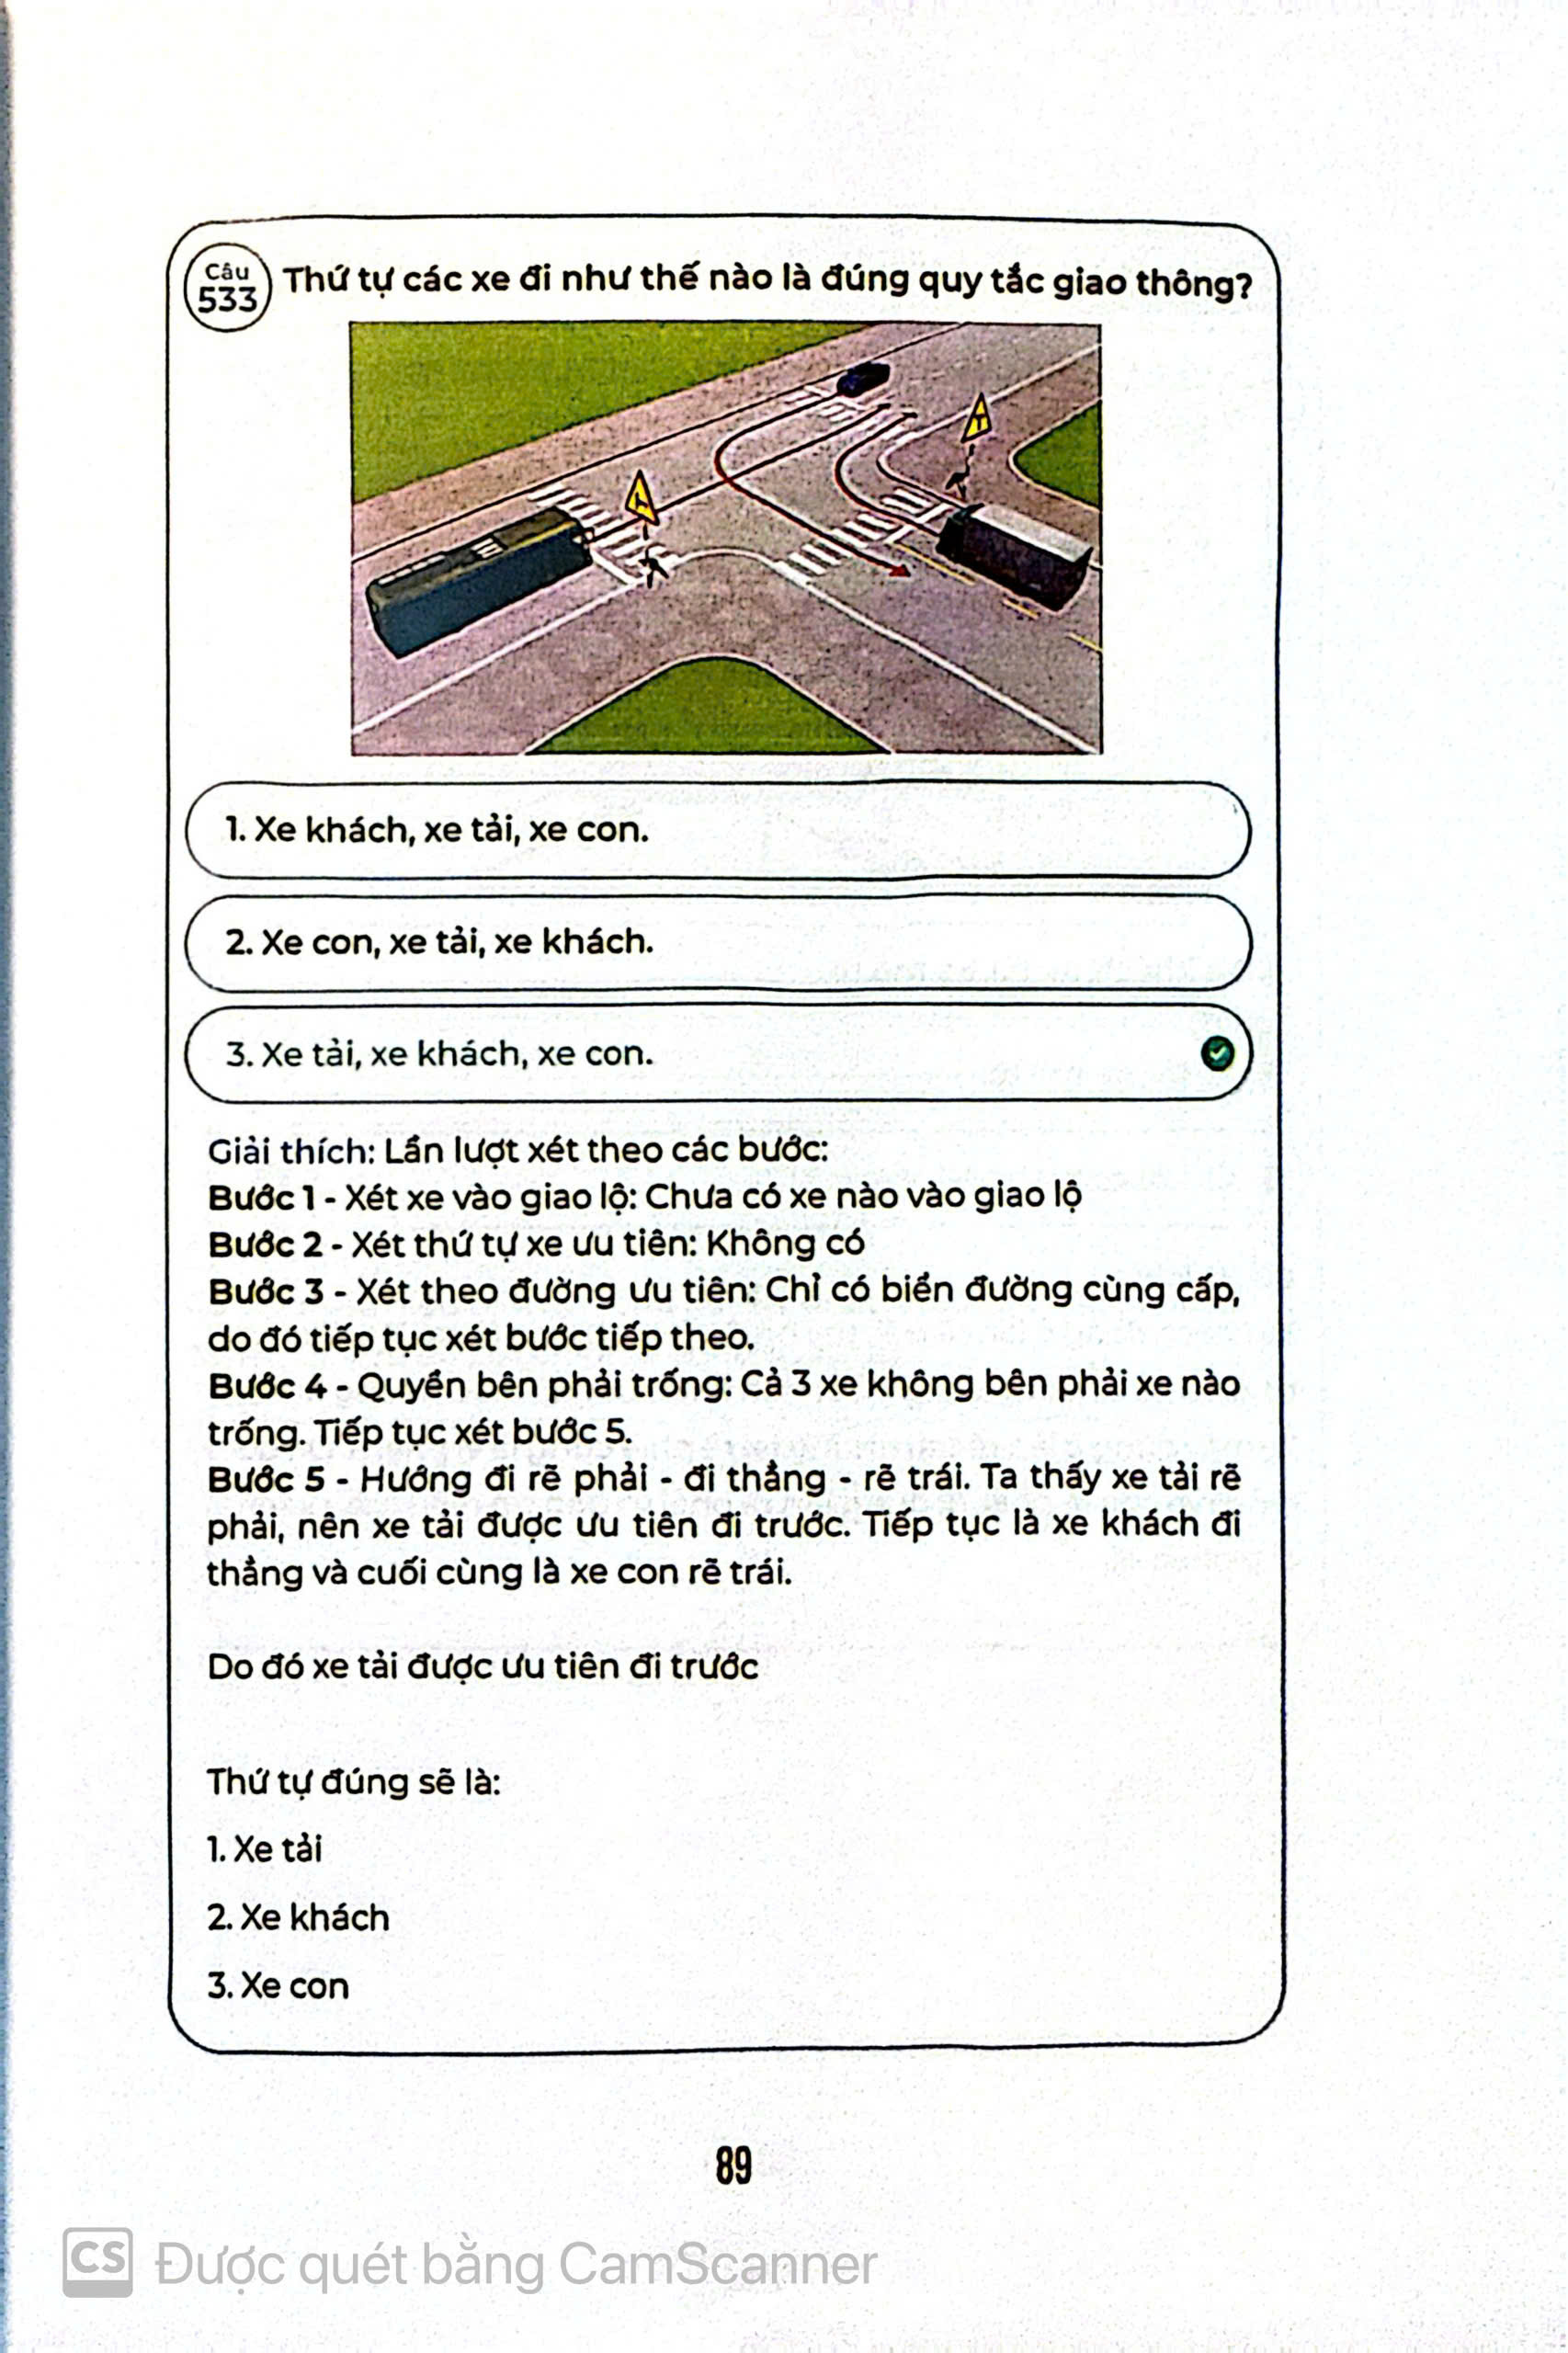 Câu
533
Thứ tự các xe đi như thế nào là đúng quy tắc giao thông?
1. Xe khách, xe tải, xe con.
2. Xe con, xe tải, xe khách.
3. Xe tải, xe khách, xe con.
Giải thích: Lần lượt xét theo các bước:
Bước 1 - Xét xe vào giao lộ: Chưa có xe nào vào giao lộ
Bước 2 - Xét thứ tự xe ưu tiên: Không có
Bước 3 - Xét theo đường ưu tiên: Chỉ có biển đường cùng cấp,
do đó tiếp tục xét bước tiếp theo.
Bước 4 - Quyền bên phải trống: Cả 3 xe không bên phải xe nào
trống. Tiếp tục xét bước 5.
Bước 5 - Hướng đi rẽ phải - đi thẳng - rẽ trái. Ta thấy xe tải rẽ
phải, nên xe tải được ưu tiên đi trước. Tiếp tục là xe khách đi
thẳng và cuối cùng là xe con rẽ trái.
Do đó xe tải được ưu tiên đi trước
Thứ tự đúng sẽ là:
1. Xe tải
2. Xe khách
3. Xe con
89
CS Được quét bằng CamScanner